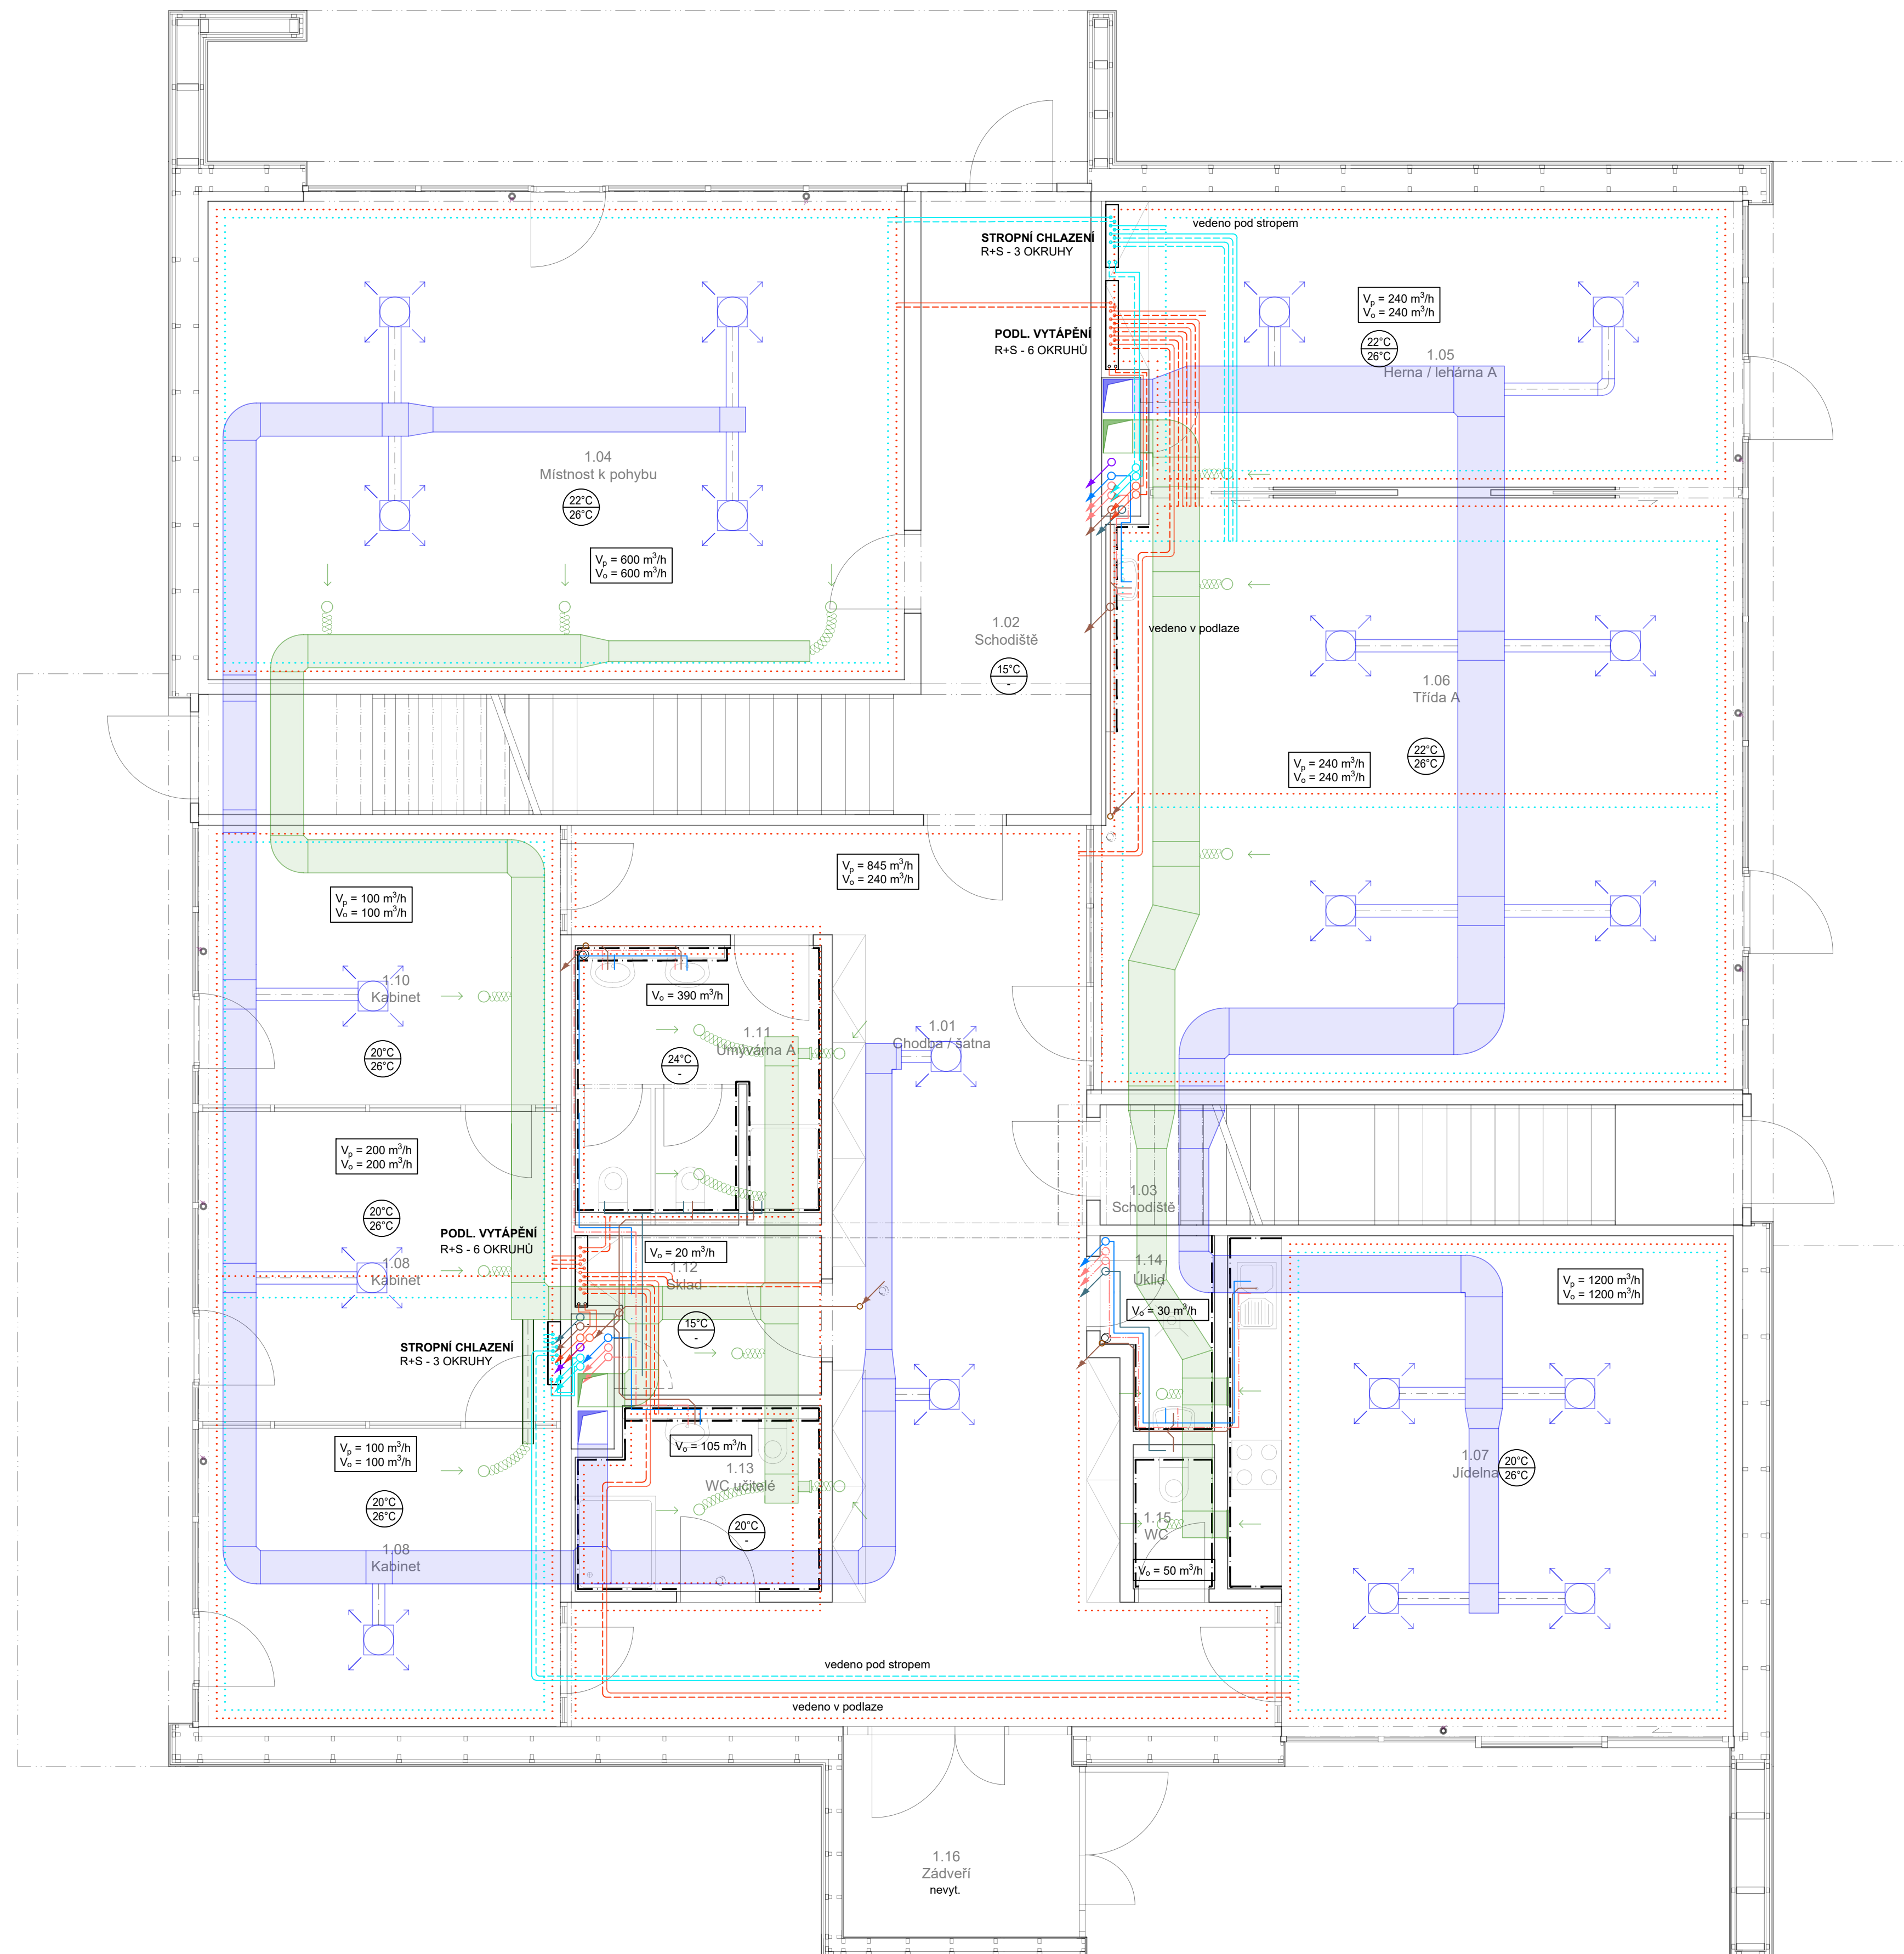 vedeno pod stropem
STROPNÍ CHLAZENÍ
R+S - 3 OKRUHY
Vp = 240 m³/h
Vo = 240 m³/h
PODL. VYTÁPĚNÍ
R+S - 6 OKRUHŮ
22°C
26°C
1.05
Herna / lehárna A
1.04
Místnost k pohybu
22°C
26°C
Vp = 600 m³/h
Vo = 600 m³/h
1.02
Schodiště
15°C
-
vedeno v podlaze
1.06
Třída A
22°C
26°C
Vp = 240 m³/h
Vo = 240 m³/h
Vp = 845 m³/h
Vo = 240 m³/h
Vp = 100 m³/h
Vo = 100 m³/h
1.10
Kabinet
20°C
26°C
Vo = 390 m³/h
1.11
Umývárna A
24°C
-
1.01
Chodba / šatna
Vp = 200 m³/h
Vo = 200 m³/h
20°C
26°C
1.03
Schodiště
PODL. VYTÁPĚNÍ
R+S - 6 OKRUHŮ
1.08
Kabinet
Vo = 20 m³/h
1.12
Sklad
15°C
-
1.14
Úklid
Vo = 30 m³/h
Vp = 1200 m³/h
Vo = 1200 m³/h
STROPNÍ CHLAZENÍ
R+S - 3 OKRUHY
Vp = 100 m³/h
Vo = 100 m³/h
20°C
26°C
1.08
Kabinet
Vo = 105 m³/h
1.13
WC učitelé
20°C
-
1.07
Jídelna
20°C
26°C
1.15
WC
Vo = 50 m³/h
vedeno pod stropem
vedeno v podlaze
1.16
Zádveří
nevyt.